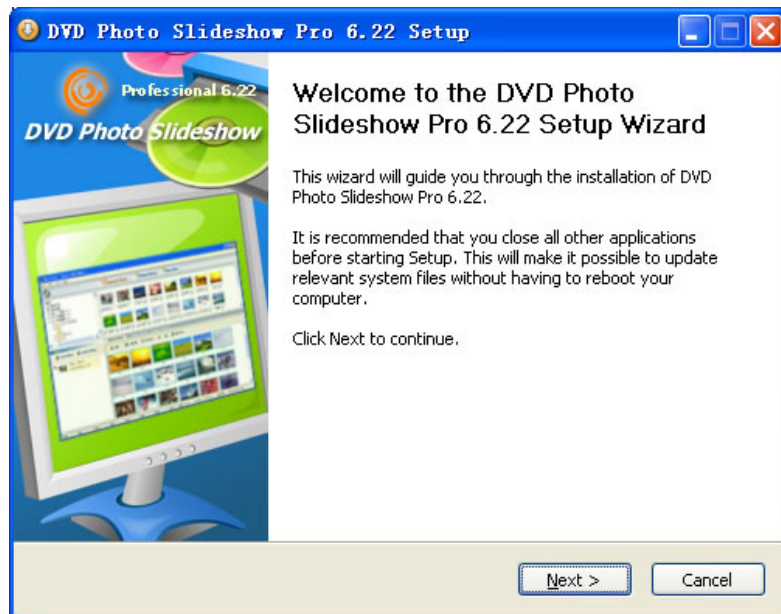 DVD Photo Slideshow Pro 6.22 Setup
Professional 6.22
DVD Photo Slideshow
Welcome to the DVD Photo
Slideshow Pro 6.22 Setup Wizard
This wizard will guide you through the installation of DVD
Photo Slideshow Pro 6.22.
It is recommended that you close all other applications
before starting Setup. This will make it possible to update
relevant system files without having to reboot your
computer.
Click Next to continue.
Next >
Cancel